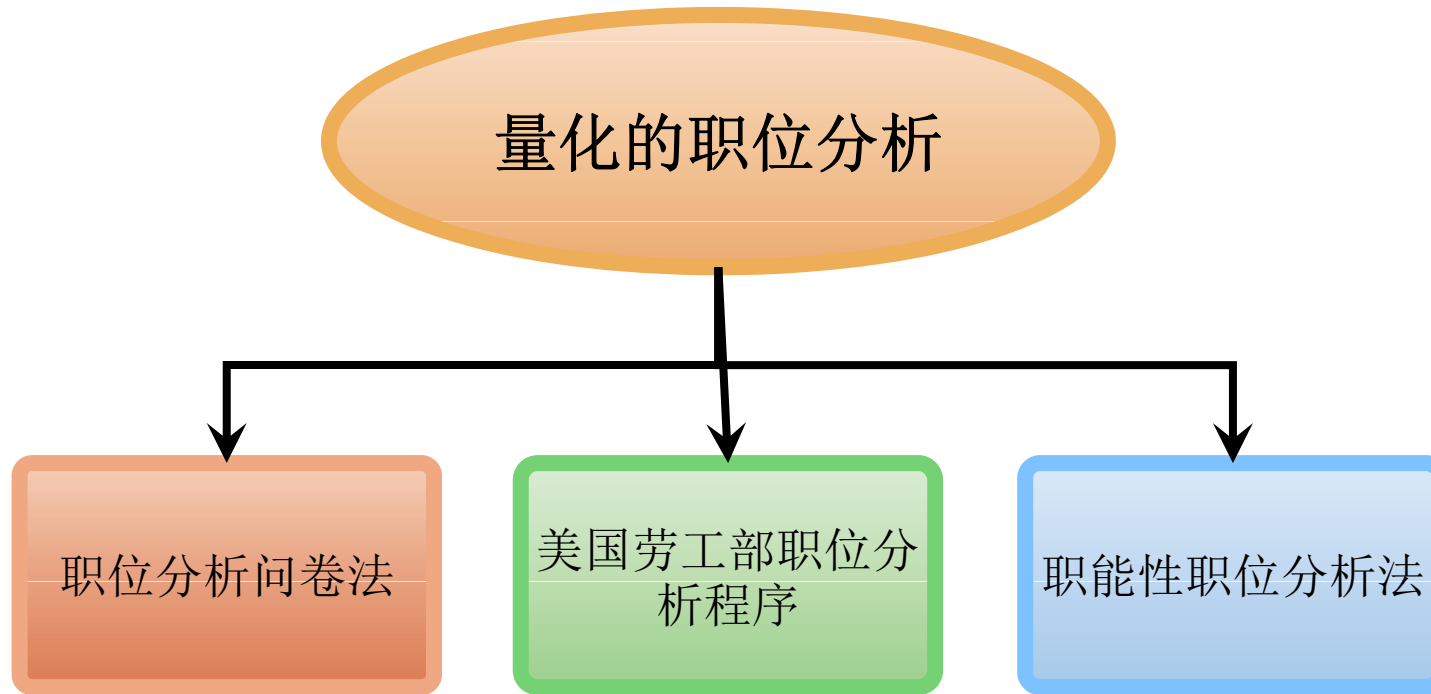 量化的职位分析
职位分析问卷法
美国劳工部职位分
析程序
职能性职位分析法